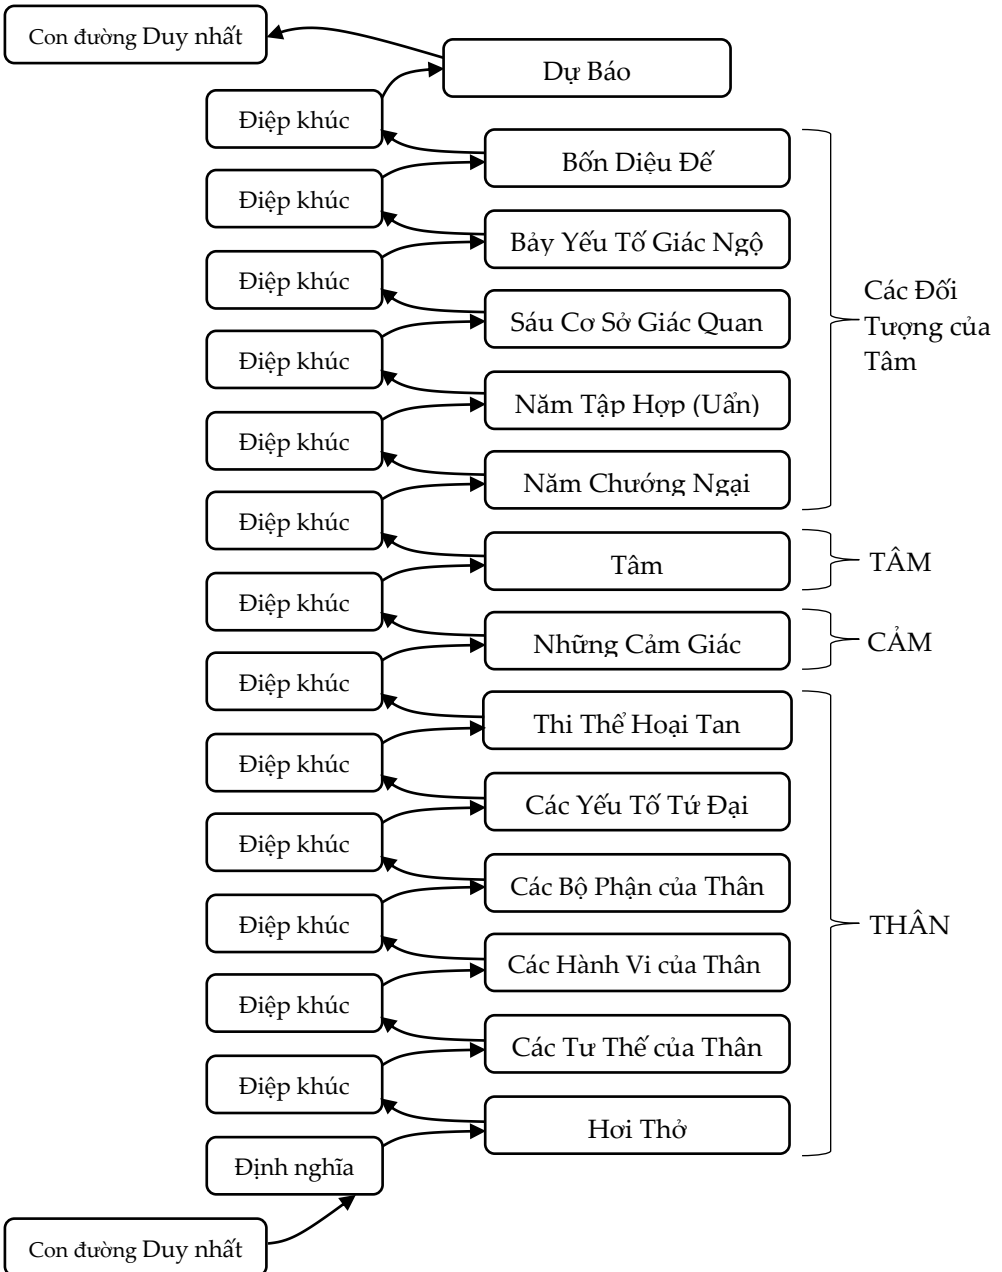 Con đường Duy nhất
Dự Báo
Điệp khúc
Bốn Diệu Đế
Điệp khúc
Bảy Yếu Tố Giác Ngộ
Điệp khúc
Sáu Cơ Sở Giác Quan
Các Đối
Tượng của
Tâm
Điệp khúc
Năm Tập Hợp (Uẩn)
Điệp khúc
Năm Chướng Ngại
Điệp khúc
Tâm
TÂM
Điệp khúc
Những Cảm Giác
CẢM
Điệp khúc
Thi Thể Hoại Tan
Điệp khúc
Các Yếu Tố Tứ Đại
Điệp khúc
Các Bộ Phận của Thân
THÂN
Điệp khúc
Các Hành Vi của Thân
Điệp khúc
Các Tư Thế của Thân
Điệp khúc
Hơi Thở
Định nghĩa
Con đường Duy nhất